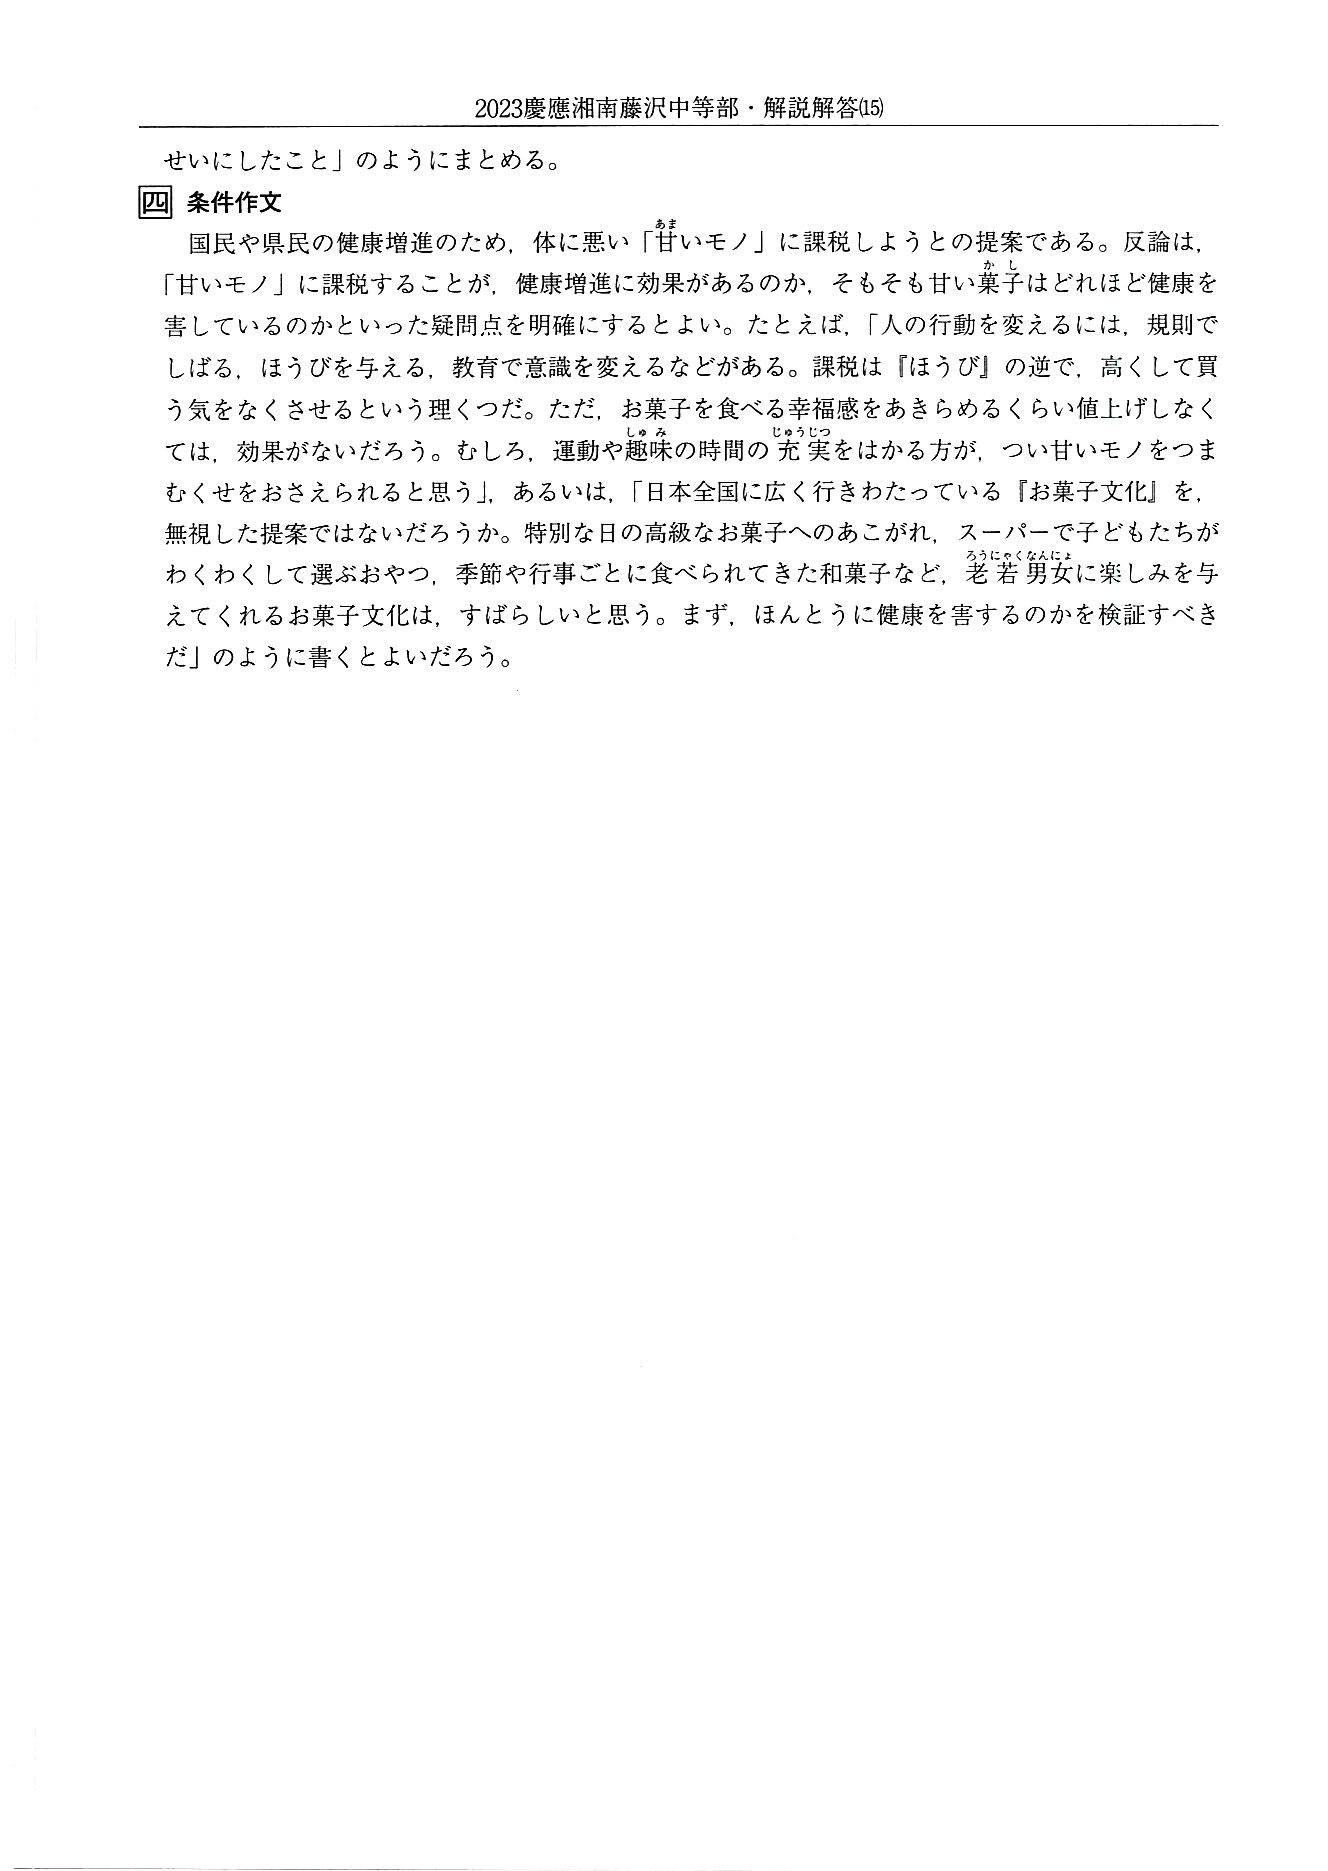 2023慶應湘南藤沢中等部・解説解答⒂
せいにしたこと」のようにまとめる。
四 条件作文
あま
国民や県民の健康増進のため，体に悪い「甘いモノ」に課税しようとの提案である。反論は，
かし
「甘いモノ」に課税することが，健康増進に効果があるのか，そもそも甘い菓子はどれほど健康を
害しているのかといった疑問点を明確にするとよい。たとえば，「人の行動を変えるには，規則で
しばる，ほうびを与える，教育で意識を変えるなどがある。課税は『ほうび』の逆で，高くして買
う気をなくさせるという理くつだ。ただ，お菓子を食べる幸福感をあきらめるくらい値上げしなく
しゅみ じゅうじつ
ては，効果がないだろう。むしろ，運動や趣味の時間の充実をはかる方が，つい甘いモノをつま
むくせをおさえられると思う」，あるいは，「日本全国に広く行きわたっている『お菓子文化』を，
無視した提案ではないだろうか。特別な日の高級なお菓子へのあこがれ，スーパーで子どもたちが
ろうにゃくなんにょ
わくわくして選ぶおやつ，季節や行事ごとに食べられてきた和菓子など，老若男女に楽しみを与
えてくれるお菓子文化は，すばらしいと思う。まず，ほんとうに健康を害するのかを検証すべき
だ」のように書くとよいだろう。